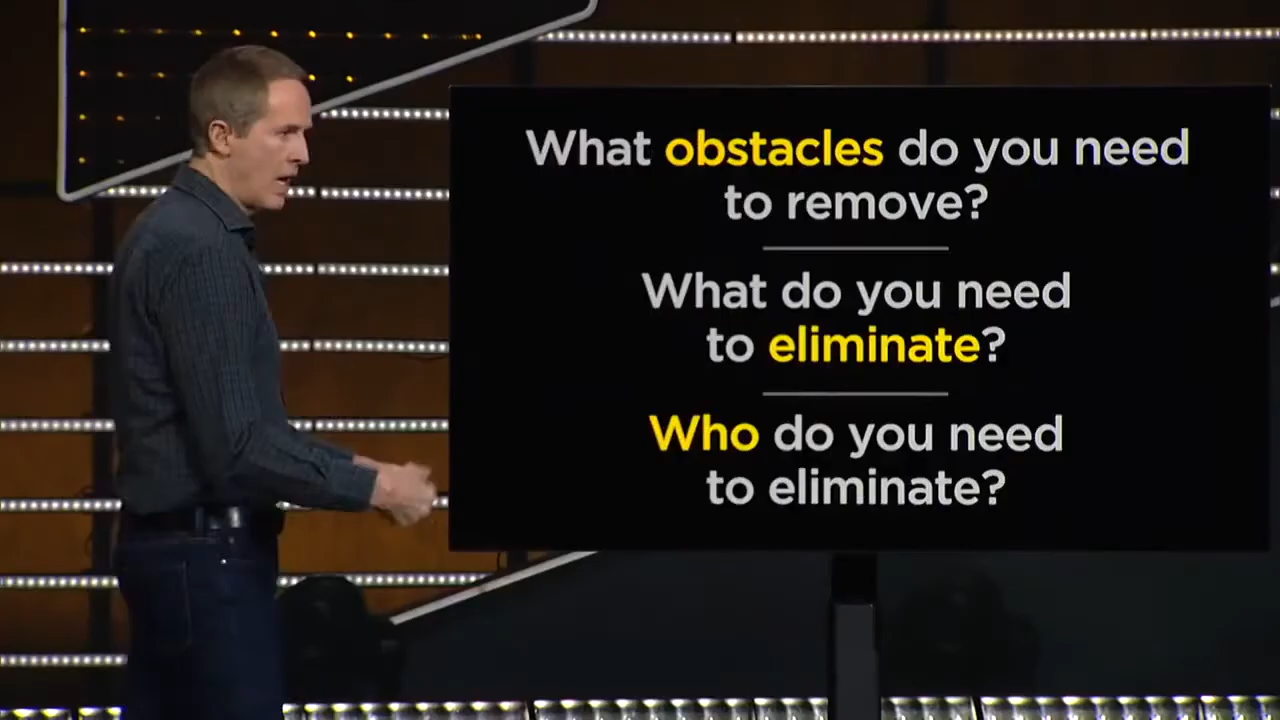 What obstacles do you need
to remove?
What do you need
to eliminate?
Who do you need
to eliminate?